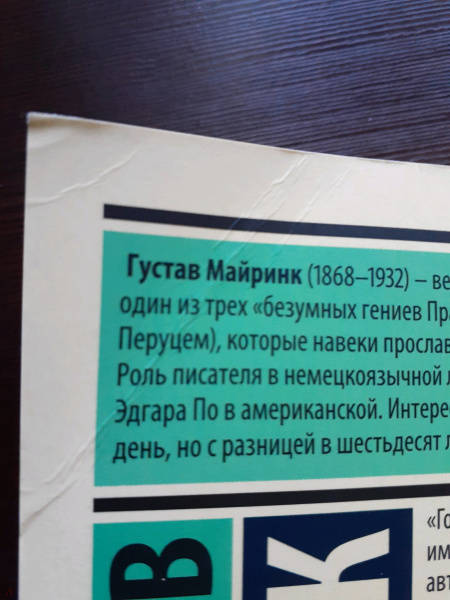 Густав Майринк (1868–1932) – ве
один из трех «безумных гениев Пр
Перуцем), которые навеки прослав
Роль писателя в немецкоязычной л
Эдгара По в американской. Интере
день, но с разницей в шестьдесят л
«Го
им
авт
В
К